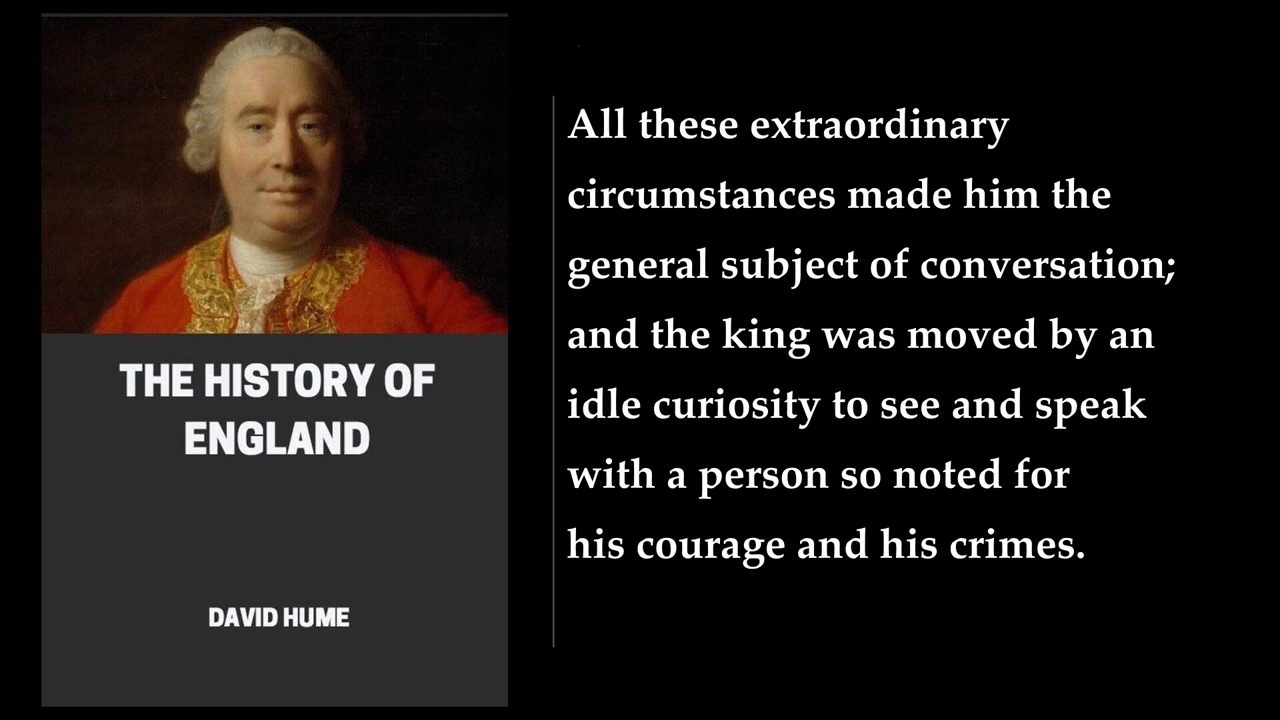 THE HISTORY OF
ENGLAND
DAVID HUME
All these extraordinary
circumstances made him the
general subject of conversation;
and the king was moved by an
idle curiosity to see and speak
with a person so noted for
his courage and his crimes.